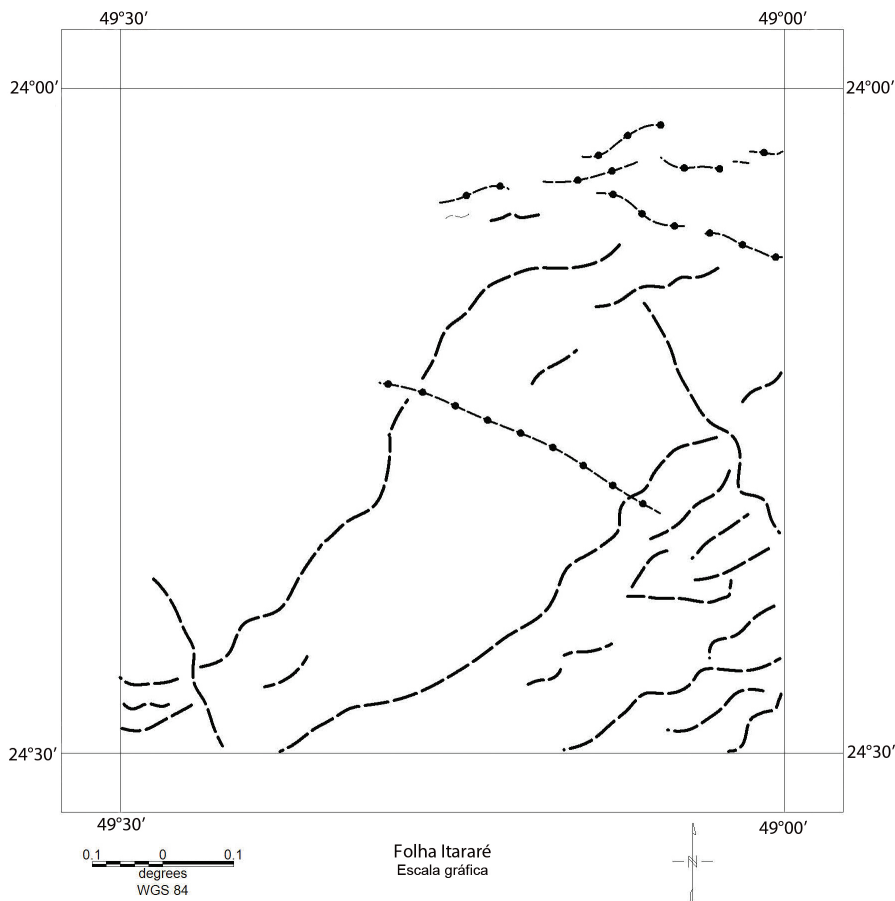 49°30′ 49°00′
24°00′ 24°00′
24°30′ 24°30′
49°30′ 49°00′
0.1 0 0.1
degrees
WGS 84
Folha Itararé
Escala gráfica
N